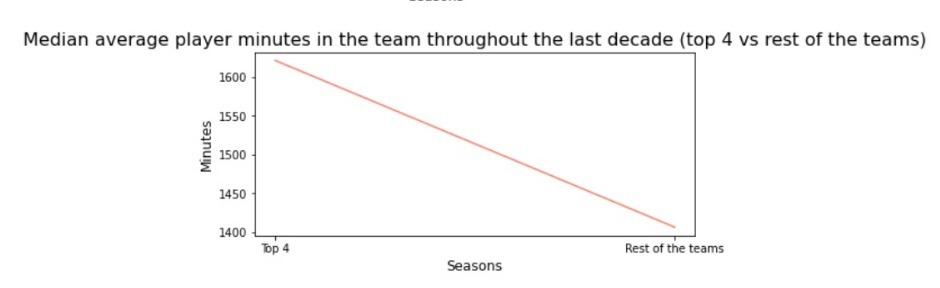 Seasons
Median average player minutes in the team throughout the last decade (top 4 vs rest of the teams)
1600
1550
1500
1450
1400
Minutes
Top 4
Rest of the teams
Seasons